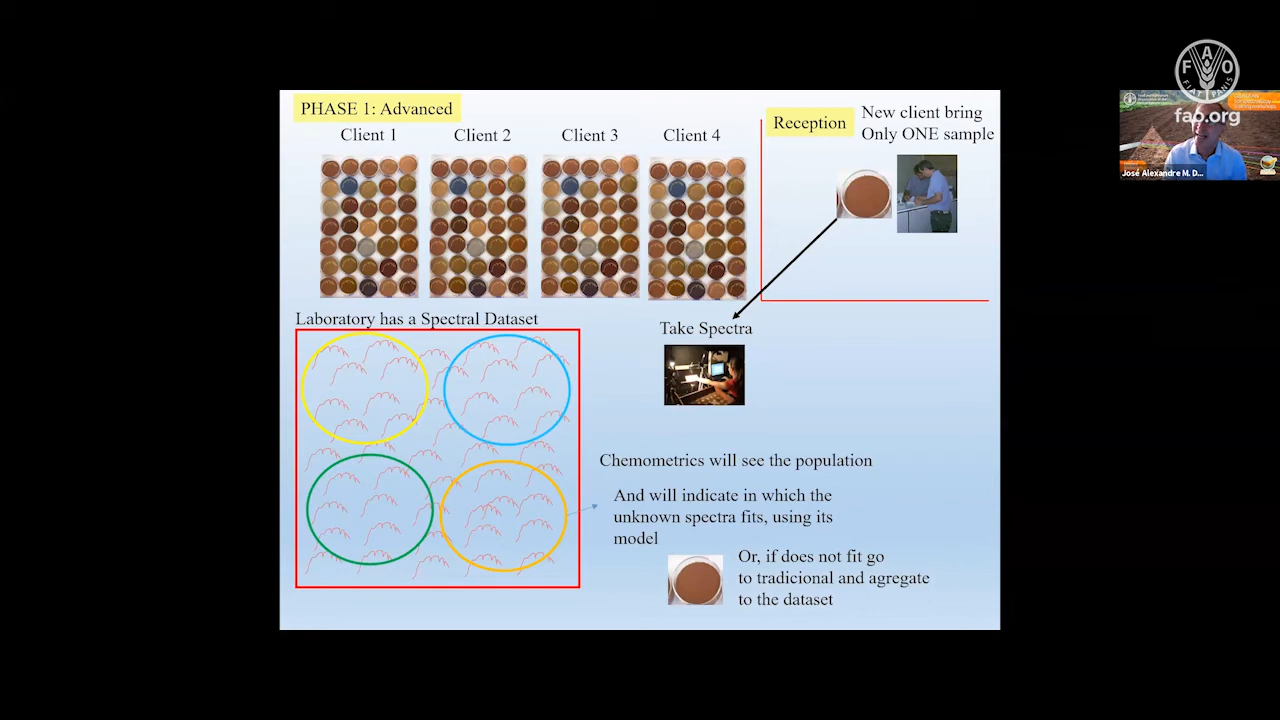 PHASE 1: Advanced
Client 1
Client 2
Client 3
Client 4
Reception
New client bring
Only ONE sample
Laboratory has a Spectral Dataset
Take Spectra
Chemometrics will see the population
And will indicate in which the
unknown spectra fits, using its
model
Or, if does not fit go
to tradicional and agregate
to the dataset
F A O
FIAT PANIS
fao.org
José Alexandre M. D...